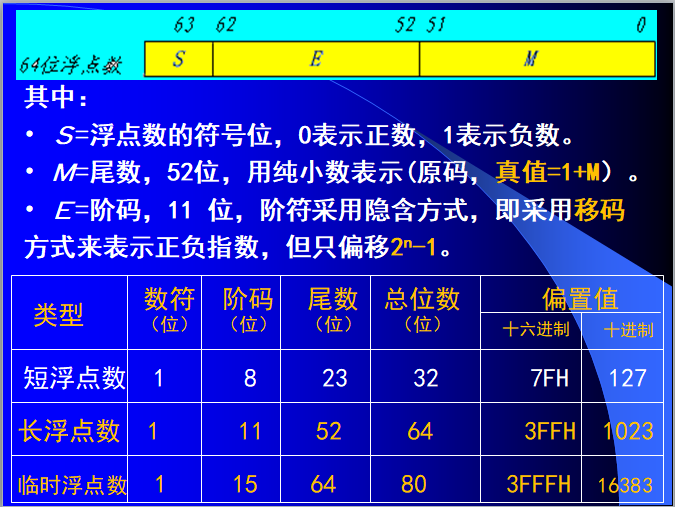 63 62 52 51 0
64位浮点数 S E M
其中：
• S=浮点数的符号位，0表示正数，1表示负数。
• M=尾数，52位，用纯小数表示(原码，真值=1+M）。
• E=阶码，11 位，阶符采用隐含方式，即采用移码
方式来表示正负指数，但只偏移2ⁿ-1。
类型 数符（位） 阶码（位） 尾数（位） 总位数（位） 偏置值
十六进制 十进制
短浮点数 1 8 23 32 7FH 127
长浮点数 1 11 52 64 3FFH 1023
临时浮点数 1 15 64 80 3FFFH 16383